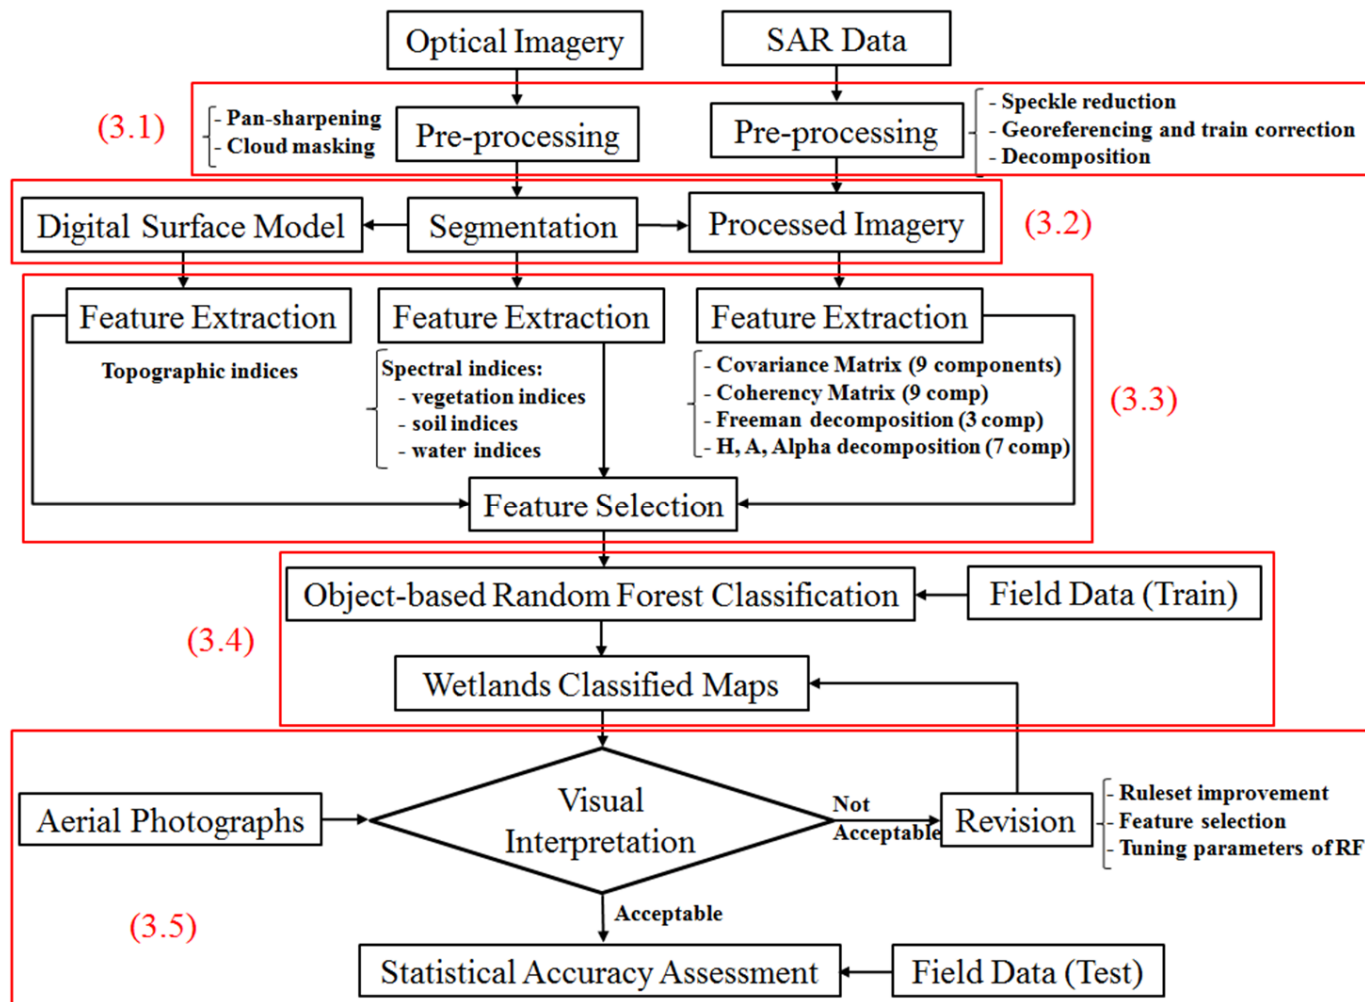 Optical Imagery
SAR Data
(3.1)
- Pan-sharpening
- Cloud masking
Pre-processing
Pre-processing
- Speckle reduction
- Georeferencing and train correction
- Decomposition
Digital Surface Model
Segmentation
Processed Imagery
(3.2)
Feature Extraction
Feature Extraction
Feature Extraction
Topographic indices
Spectral indices:
- vegetation indices
- soil indices
- water indices
- Covariance Matrix (9 components)
- Coherency Matrix (9 comp)
- Freeman decomposition (3 comp)
- H, A, Alpha decomposition (7 comp)
(3.3)
Feature Selection
Object-based Random Forest Classification
Field Data (Train)
(3.4)
Wetlands Classified Maps
Aerial Photographs
Visual
Interpretation
Not
Acceptable
Revision
- Ruleset improvement
- Feature selection
- Tuning parameters of RF
Acceptable
(3.5)
Statistical Accuracy Assessment
Field Data (Test)